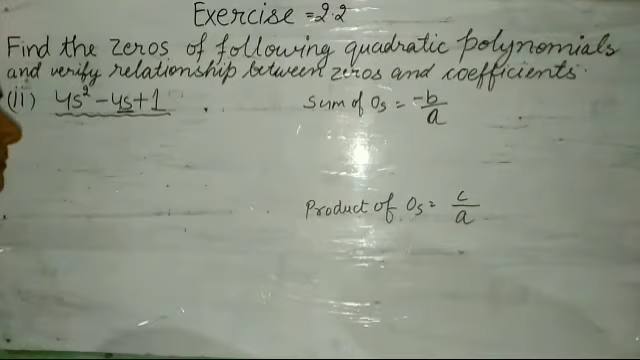 Exercise =2.2
Find the zeros of following quadratic polynomials
and verify relationship between zeros and coefficients.
(ii) 4s² -4s+1
Sum of 0s = -b/a
Product of 0s = c/a